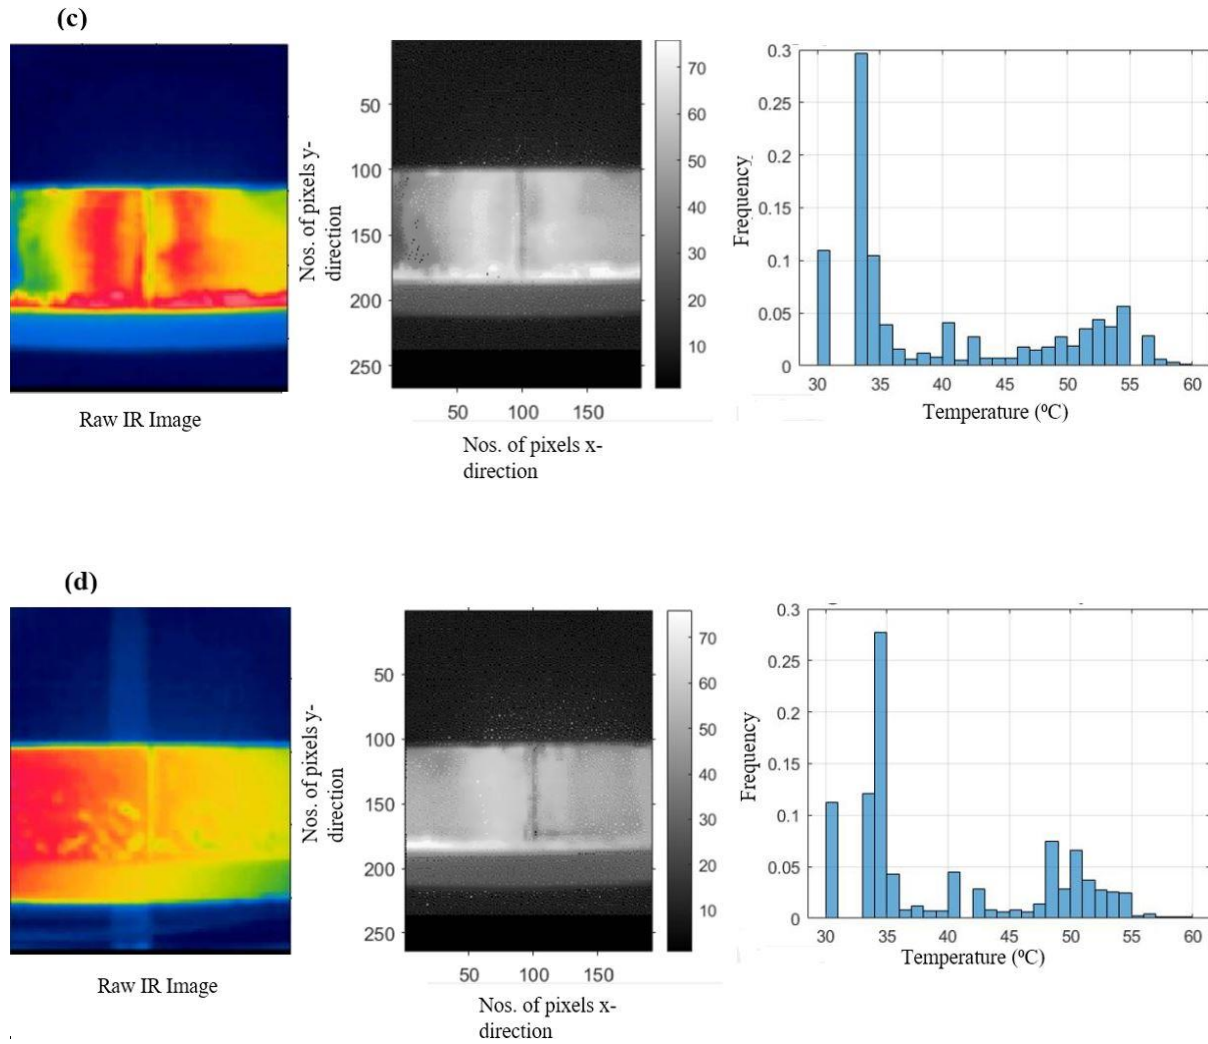 (c)
Raw IR Image
Nos. of pixels y-
direction
50
100
150
200
250
50 100 150
Nos. of pixels x-
direction
70
60
50
40
30
20
10
Frequency
0.3
0.25
0.2
0.15
0.1
0.05
0
30 35 40 45 50 55 60
Temperature (⁰C)
(d)
Raw IR Image
Nos. of pixels y-
direction
50
100
150
200
250
50 100 150
Nos. of pixels x-
direction
70
60
50
40
30
20
10
Frequency
0.3
0.25
0.2
0.15
0.1
0.05
0
30 35 40 45 50 55 60
Temperature (⁰C)